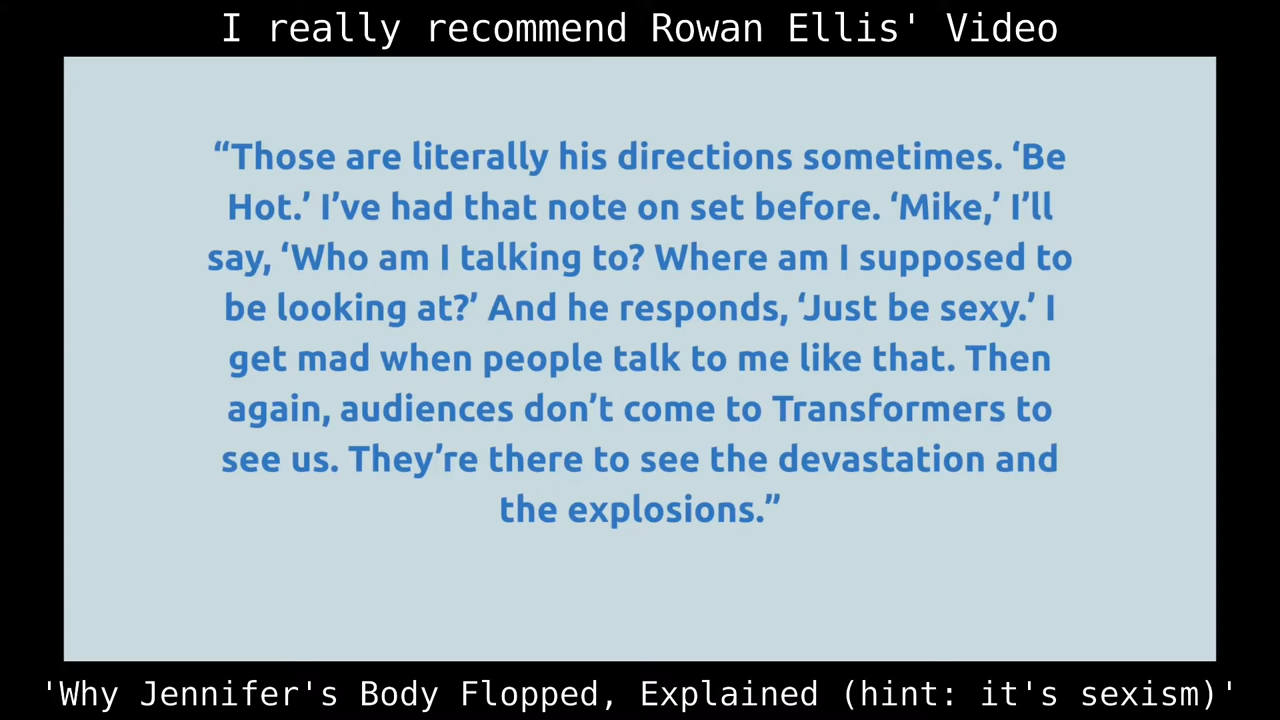 I really recommend Rowan Ellis' Video
“Those are literally his directions sometimes. ‘Be
Hot.’ I’ve had that note on set before. ‘Mike,’ I’ll
say, ‘Who am I talking to? Where am I supposed to
be looking at?’ And he responds, ‘Just be sexy.’ I
get mad when people talk to me like that. Then
again, audiences don’t come to Transformers to
see us. They’re there to see the devastation and
the explosions.”
'Why Jennifer's Body Flopped, Explained (hint: it's sexism)'